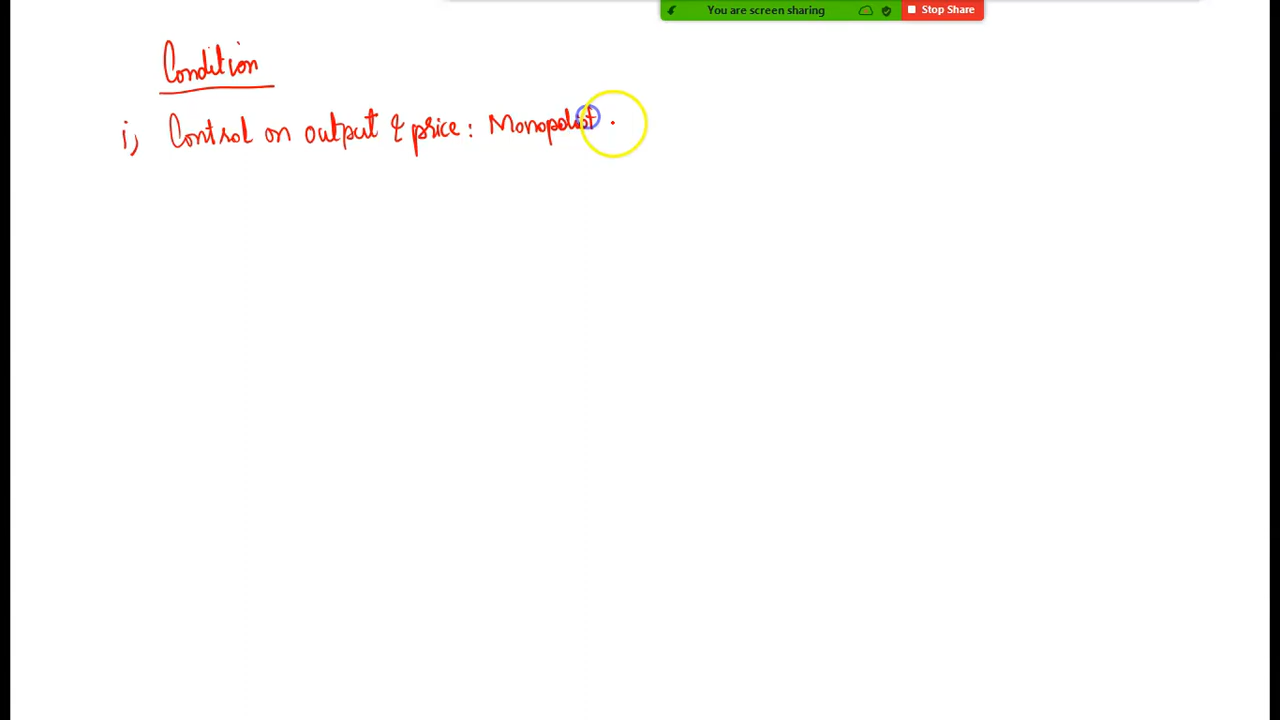 You are screen sharing
Stop Share
Condition
i, Control on output & price : Monopolist .